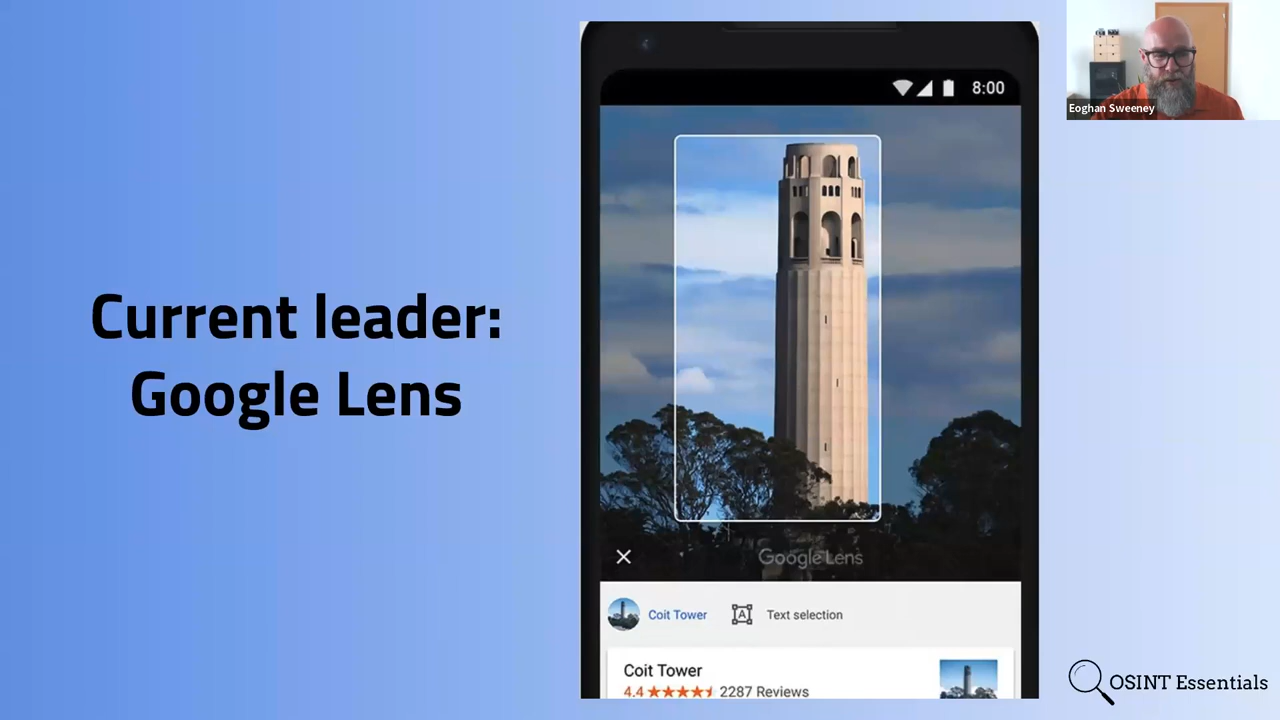 Current leader:
Google Lens
8:00
Google Lens
Coit Tower
A
Text selection
Coit Tower
4.4
2287 Reviews
Eoghan Sweeney
OSINT Essentials